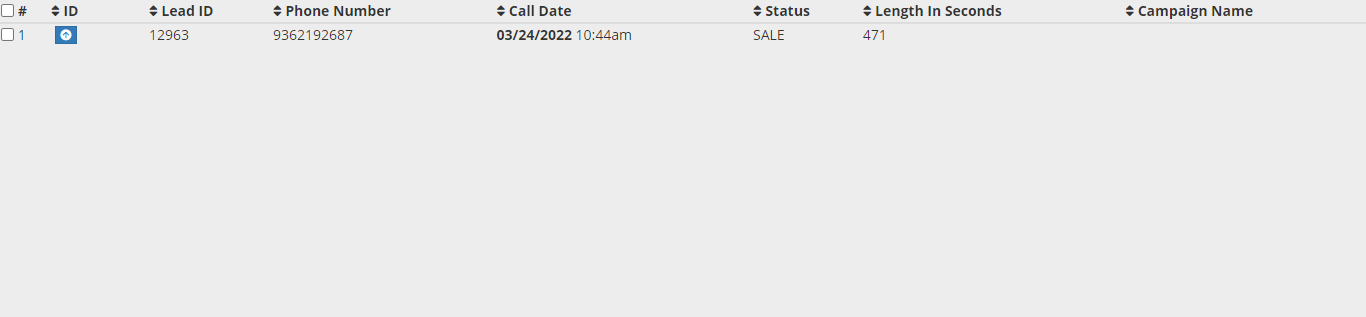 # ID Lead ID Phone Number Call Date Status Length In Seconds Campaign Name
1 12963 9362192687 03/24/2022 10:44am SALE 471